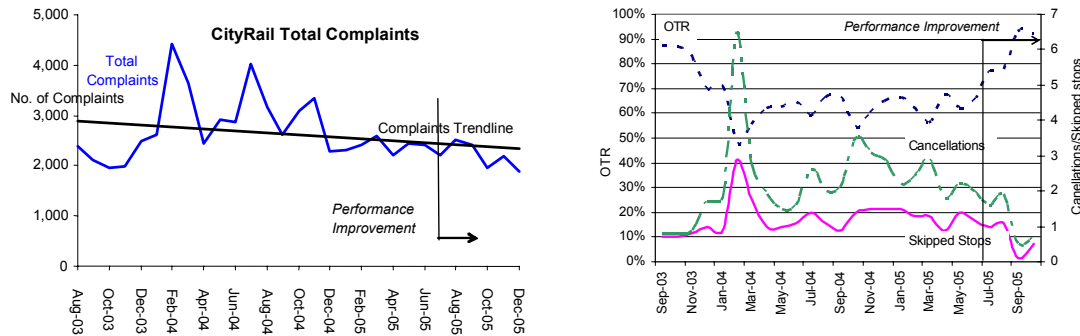 CityRail Total Complaints
5,000
4,000
3,000
2,000
1,000
0
No. of Complaints
Total
Complaints
Complaints Trendline
Performance
Improvement
Aug-03
Oct-03
Dec-03
Feb-04
Apr-04
Jun-04
Aug-04
Oct-04
Dec-04
Feb-05
Apr-05
Jun-05
Aug-05
Oct-05
Dec-05
100%
90%
80%
70%
60%
50%
40%
30%
20%
10%
0%
OTR
OTR
Performance Improvement
Cancellations
Skipped Stops
7
6
5
4
3
2
1
0
Cancellations/Skipped stops
Sep-03
Nov-03
Jan-04
Mar-04
May-04
Jul-04
Sep-04
Nov-04
Jan-05
Mar-05
May-05
Jul-05
Sep-05